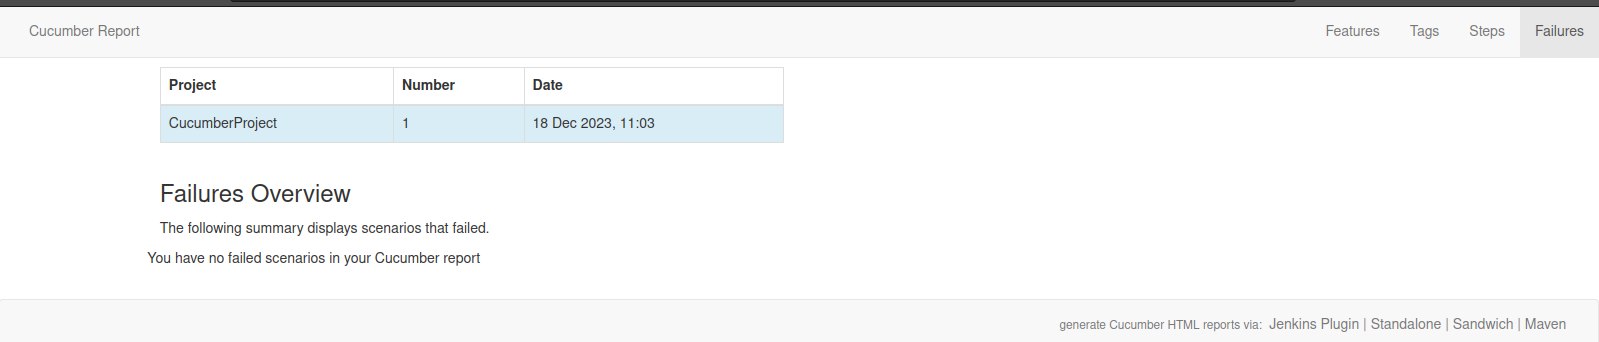 Cucumber Report Features Tags Steps Failures
Project Number Date
CucumberProject 1 18 Dec 2023, 11:03
Failures Overview
The following summary displays scenarios that failed.
You have no failed scenarios in your Cucumber report
generate Cucumber HTML reports via: Jenkins Plugin | Standalone | Sandwich | Maven